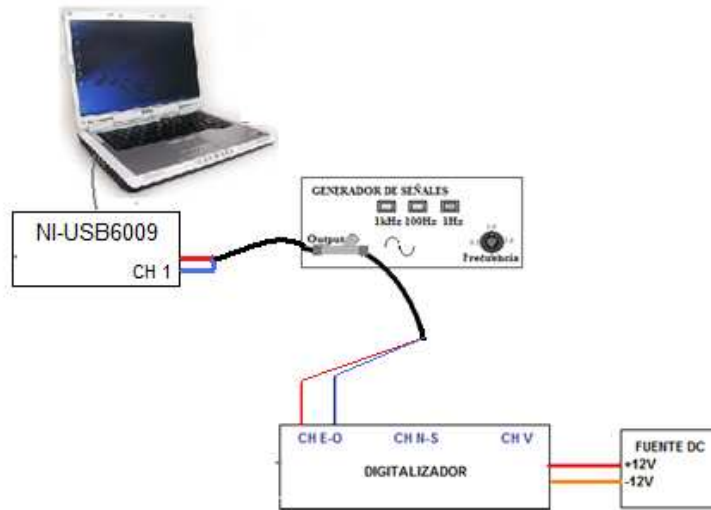 NI-USB6009
CH 1
GENERADOR DE SEÑALES
1kHz 100Hz 1Hz
Output
Frecuencia
CH E-O CH N-S CH V
DIGITALIZADOR
FUENTE DC
+12V
-12V